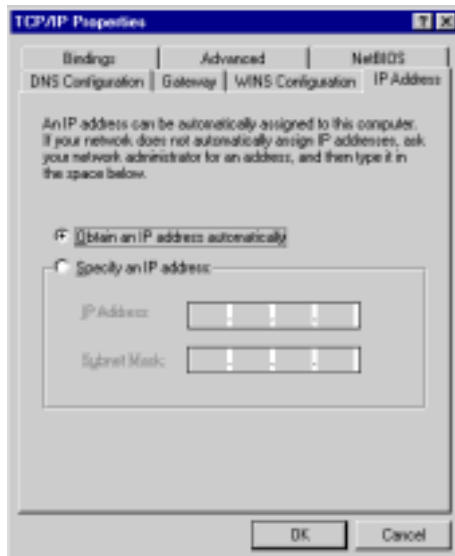 TCP/IP Properties
? X
Bindings Advanced NetBIOS
DNS Configuration Gateway WINS Configuration IP Address
An IP address can be automatically assigned to this computer.
If your network does not automatically assign IP addresses, ask
your network administrator for an address, and then type it in
the space below.
Obtain an IP address automatically
Specify an IP address:
IP Address:
Subnet Mask:
OK Cancel